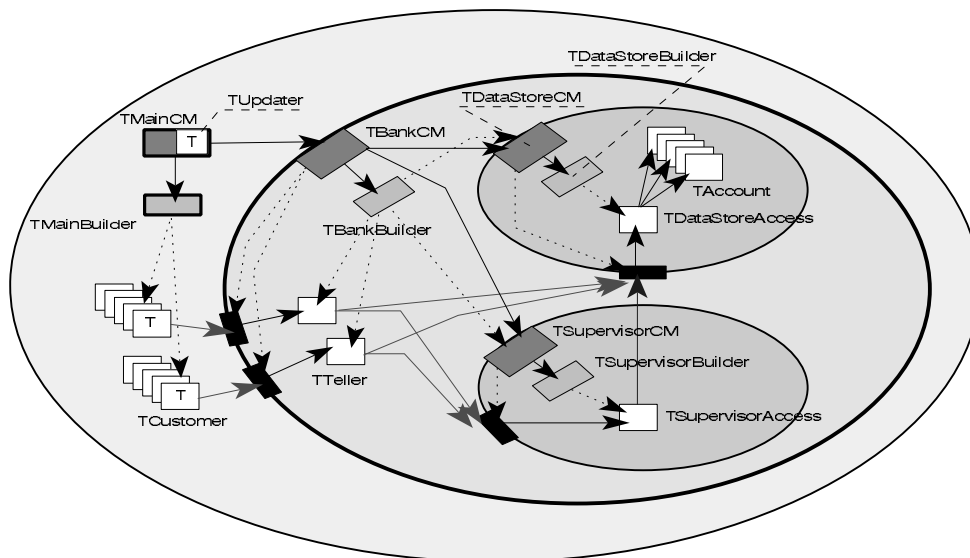 TDataStoreBuilder
TUpdater
TDataStoreCM
TMainCM
TBankCM
T
TAccount
TMainBuilder
TDataStoreAccess
TBankBuilder
T
TSupervisorCM
TSupervisorBuilder
TTeller
T
TCustomer
TSupervisorAccess